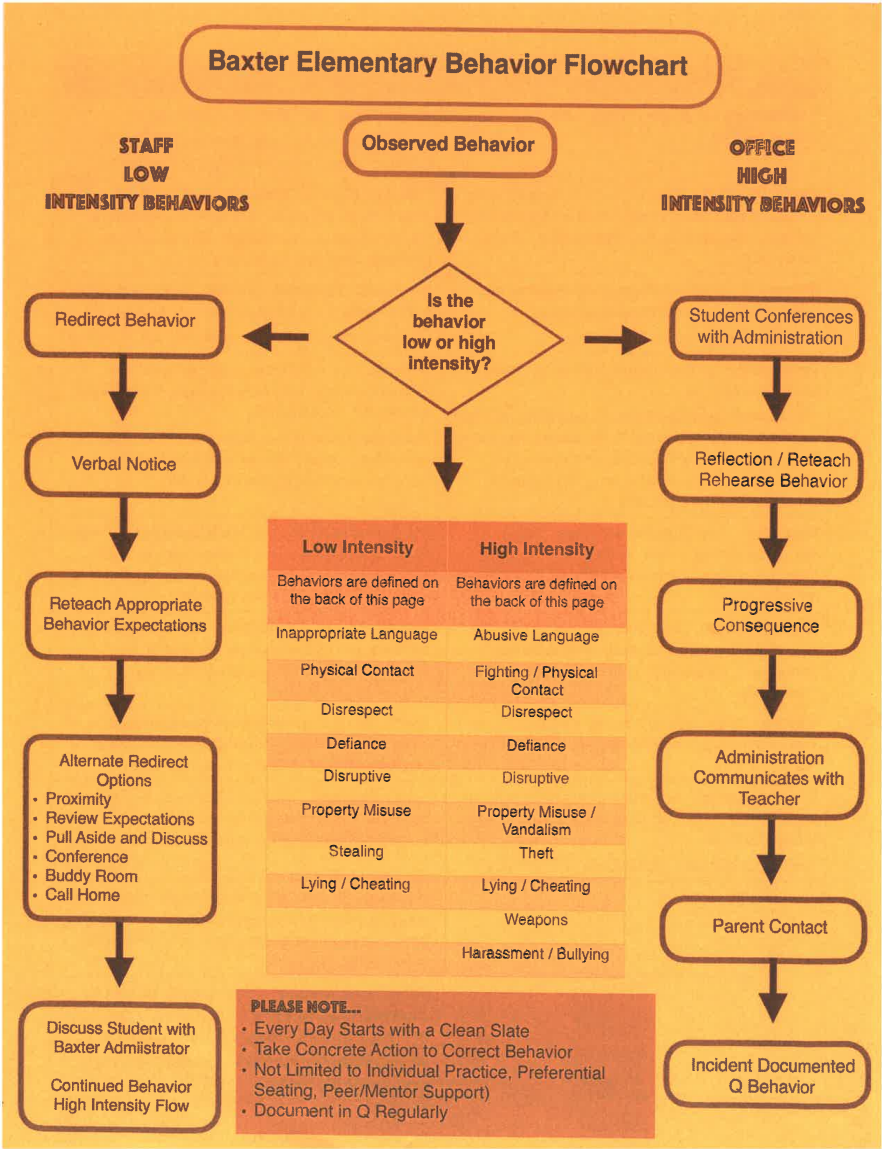 Baxter Elementary Behavior Flowchart
Observed Behavior
STAFF
LOW
INTENSITY BEHAVIORS
OFFICE
HIGH
INTENSITY BEHAVIORS
Is the
behavior
low or high
intensity?
Redirect Behavior
Verbal Notice
Reteach Appropriate
Behavior Expectations
Alternate Redirect
Options
• Proximity
• Review Expectations
• Pull Aside and Discuss
• Conference
• Buddy Room
• Call Home
Discuss Student with
Baxter Admiistrator
Continued Behavior
High Intensity Flow
Low Intensity High Intensity
Behaviors are defined on Behaviors are defined on
the back of this page the back of this page
Inappropriate Language Abusive Language
Physical Contact Fighting / Physical
Contact
Disrespect Disrespect
Defiance Defiance
Disruptive Disruptive
Property Misuse Property Misuse /
Vandalism
Stealing Theft
Lying / Cheating Lying / Cheating
Weapons
Harassment / Bullying
PLEASE NOTE...
• Every Day Starts with a Clean Slate
• Take Concrete Action to Correct Behavior
• Not Limited to Individual Practice, Preferential
Seating, Peer/Mentor Support)
• Document in Q Regularly
Student Conferences
with Administration
Reflection / Reteach
Rehearse Behavior
Progressive
Consequence
Administration
Communicates with
Teacher
Parent Contact
Incident Documented
Q Behavior